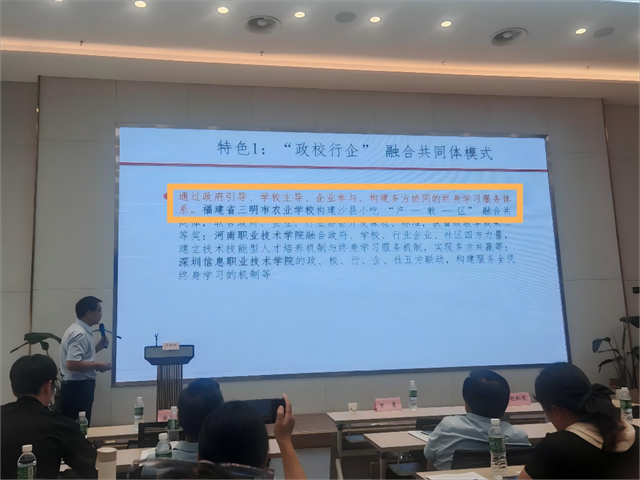 特色1：“政校行企” 融合共同体模式
通过政府引导、学校主导、企业参与、构建多方协同的终身学习服务体
系。福建省三明市农业学校构建沙县小吃“产—教—区”融合共
等奖；河南职业技术学院融合政府、学校、行业企业、社区四方力量，
建立技术技能型人才培养机制与终身学习服务机制，实现多方共赢等；
深圳信息职业技术学院的政、校、行、企、社五方联动，构建服务全民
终身学习的机制等